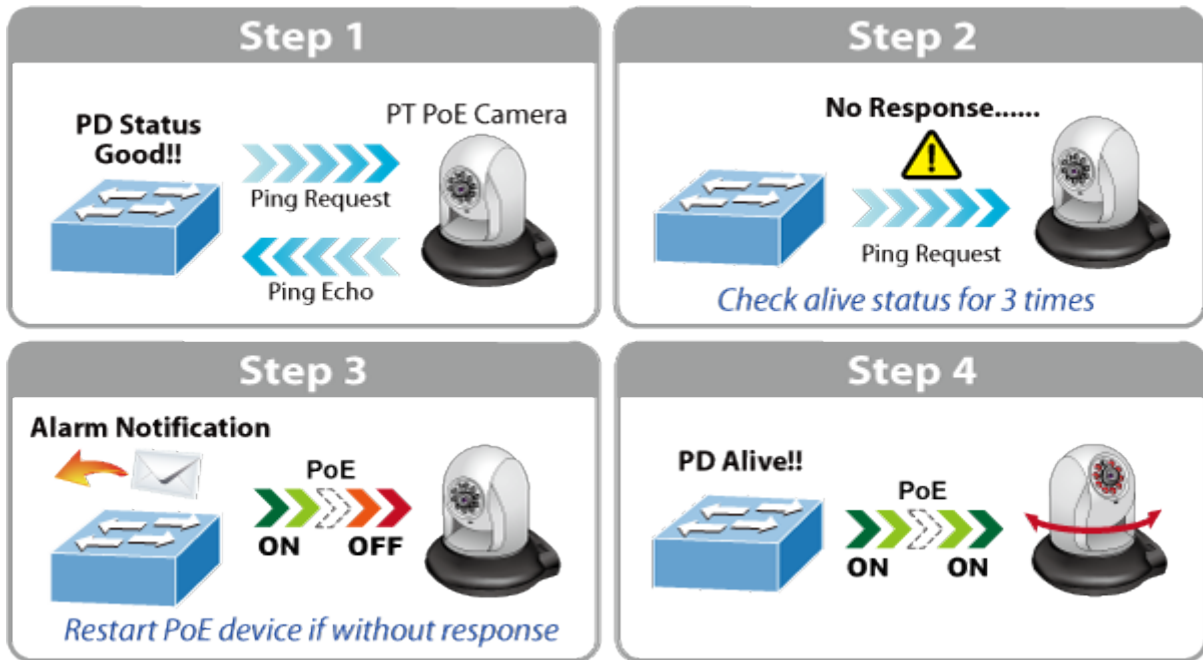 Step 1
PD Status
Good!!
PT PoE Camera
Ping Request
Ping Echo
Step 2
No Response......
Ping Request
Check alive status for 3 times
Step 3
Alarm Notification
PoE
ON OFF
Restart PoE device if without response
Step 4
PD Alive!!
PoE
ON ON